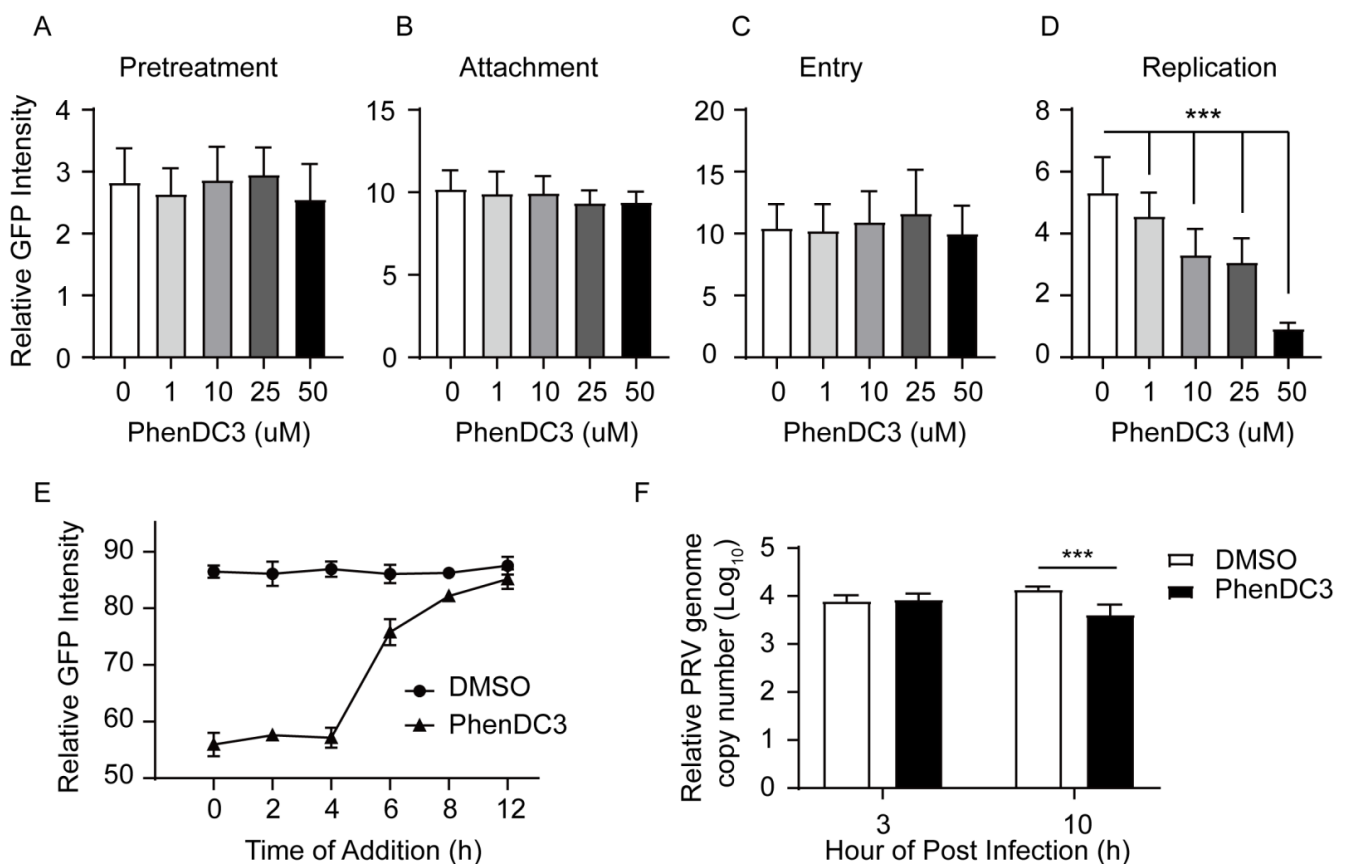 A
Pretreatment
Relative GFP Intensity
4
3
2
1
0
0 1 10 25 50
PhenDC3 (uM)
B
Attachment
15
10
5
0
0 1 10 25 50
PhenDC3 (uM)
C
Entry
20
15
10
5
0
0 1 10 25 50
PhenDC3 (uM)
D
Replication
8
6
4
2
0
***
0 1 10 25 50
PhenDC3 (uM)
E
Relative GFP Intensity
90
80
70
60
50
DMSO
PhenDC3
0 2 4 6 8 12
Time of Addition (h)
F
Relative PRV genome
copy number (Log10)
5
4
3
2
1
0
***
DMSO
PhenDC3
3 10
Hour of Post Infection (h)